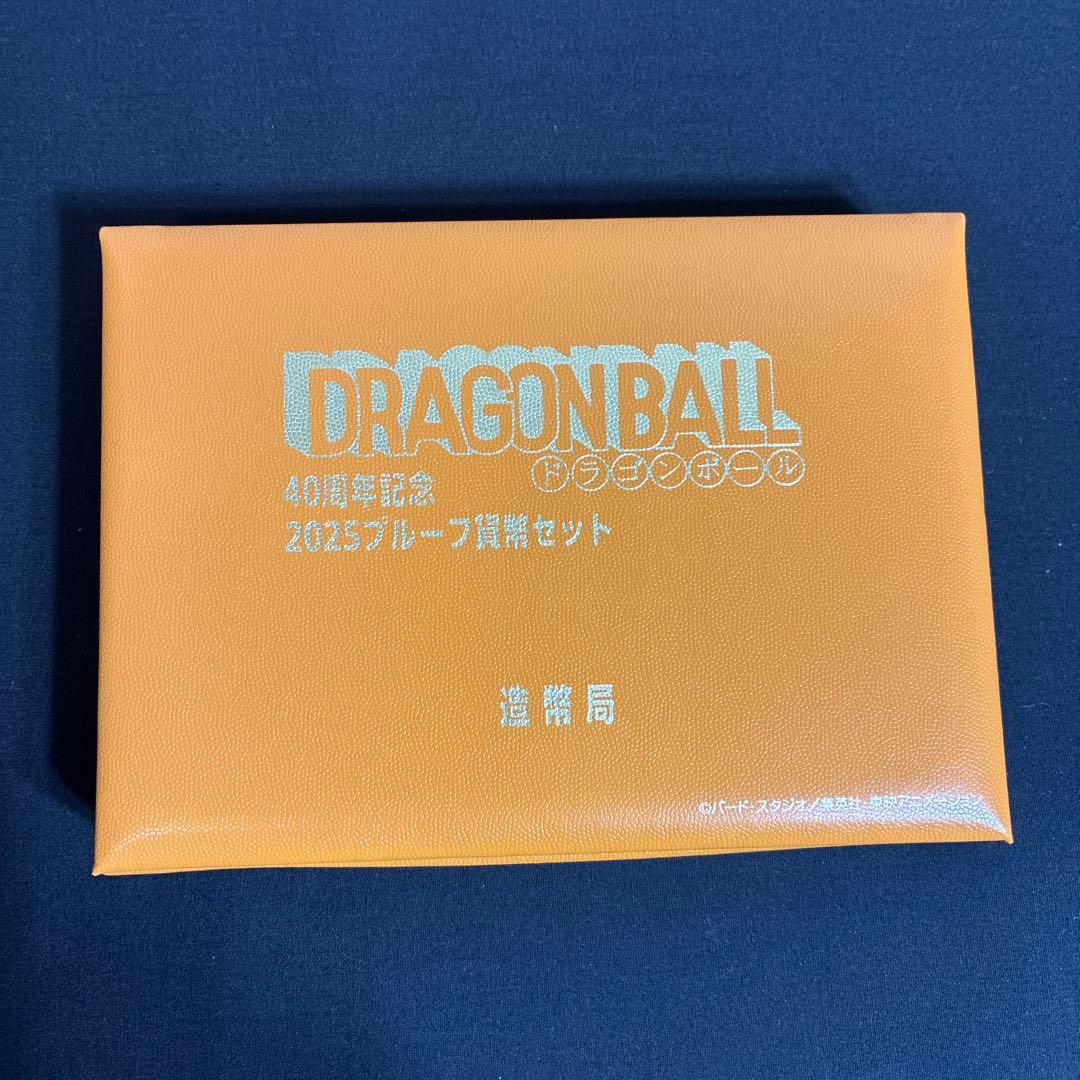 DRAGON BALL
ドラゴンボール
40周年記念
2025プルーフ貨幣セット
造幣局
©バード・スタジオ/集英社・東映アニメーション